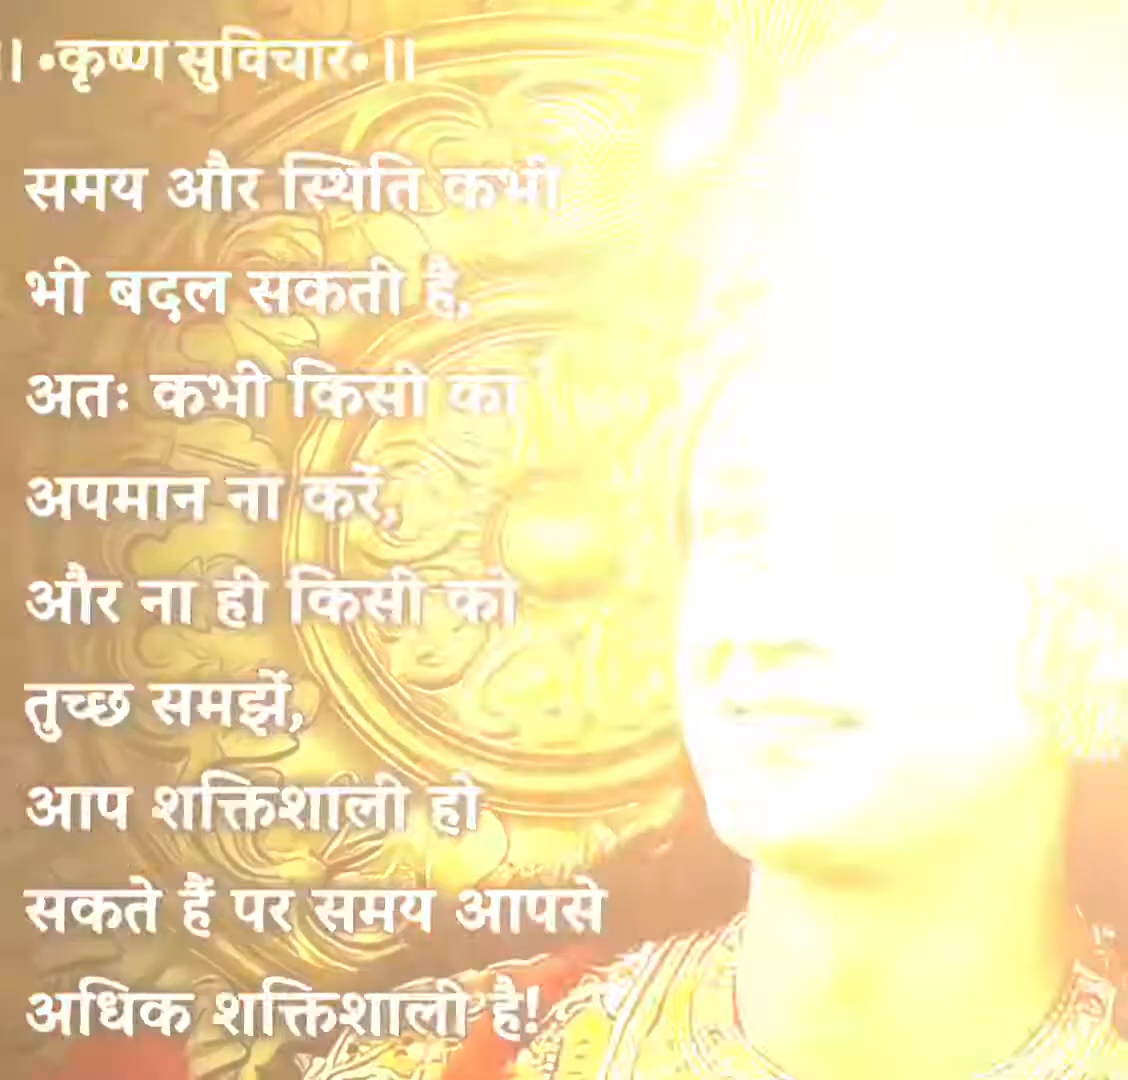 ।। •कृष्ण सुविचार• ।।
समय और स्थिति कभी
भी बदल सकती है,
अतः कभी किसी का
अपमान ना करें,
और ना ही किसी को
तुच्छ समझें,
आप शक्तिशाली हो
सकते हैं पर समय आपसे
अधिक शक्तिशाली है!